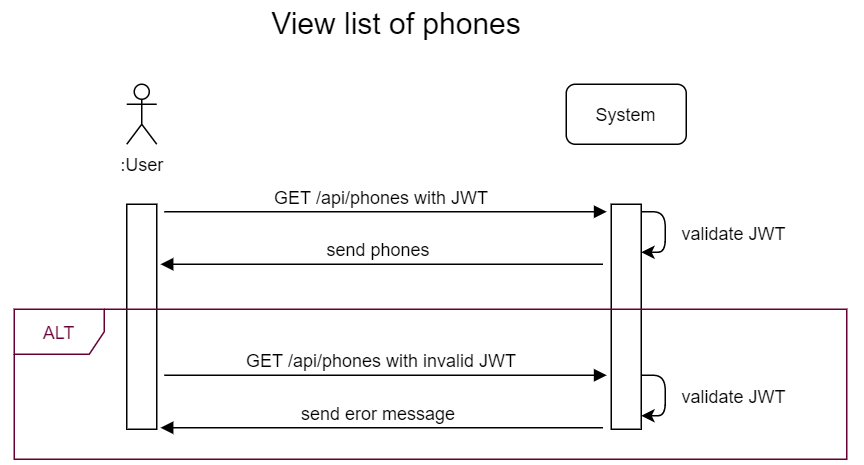 View list of phones
System
:User
GET /api/phones with JWT
validate JWT
send phones
ALT
GET /api/phones with invalid JWT
validate JWT
send eror message